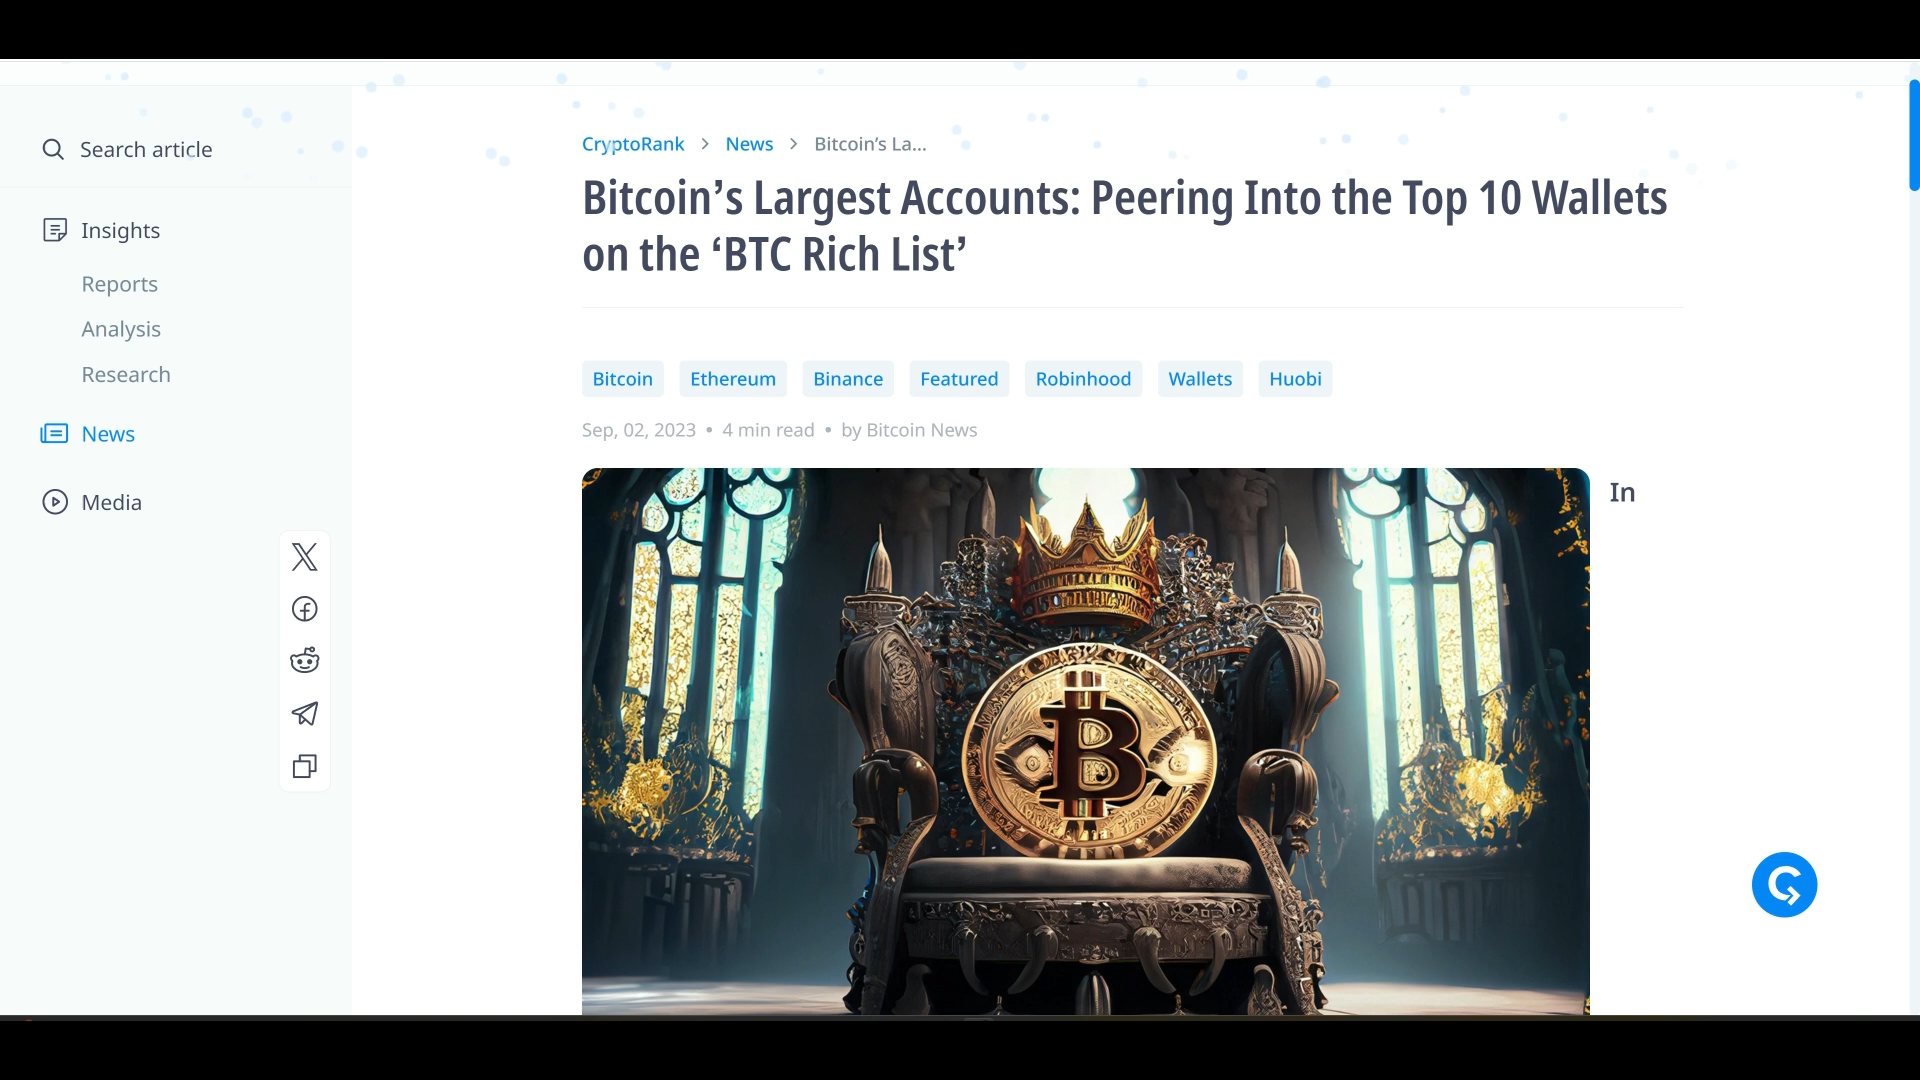 Search article
Insights
Reports
Analysis
Research
News
Media
CryptoRank > News > Bitcoin’s La...
Bitcoin’s Largest Accounts: Peering Into the Top 10 Wallets
on the ‘BTC Rich List’
Bitcoin Ethereum Binance Featured Robinhood Wallets Huobi
Sep, 02, 2023 • 4 min read • by Bitcoin News
In